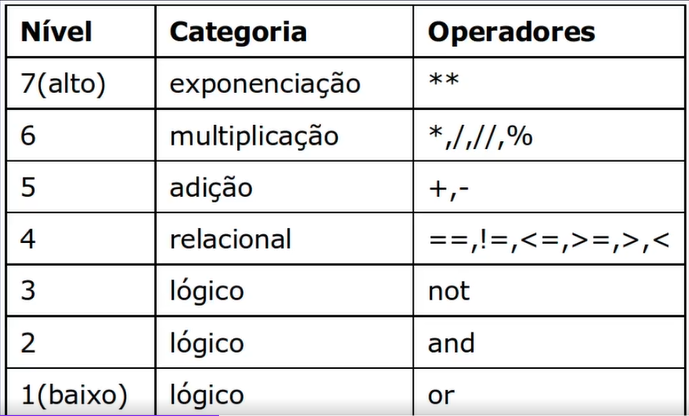 Nível Categoria Operadores
7(alto) exponenciação **
6 multiplicação *,/,//,%
5 adição +,-
4 relacional ==,!=,<=,>=,>,<
3 lógico not
2 lógico and
1(baixo) lógico or